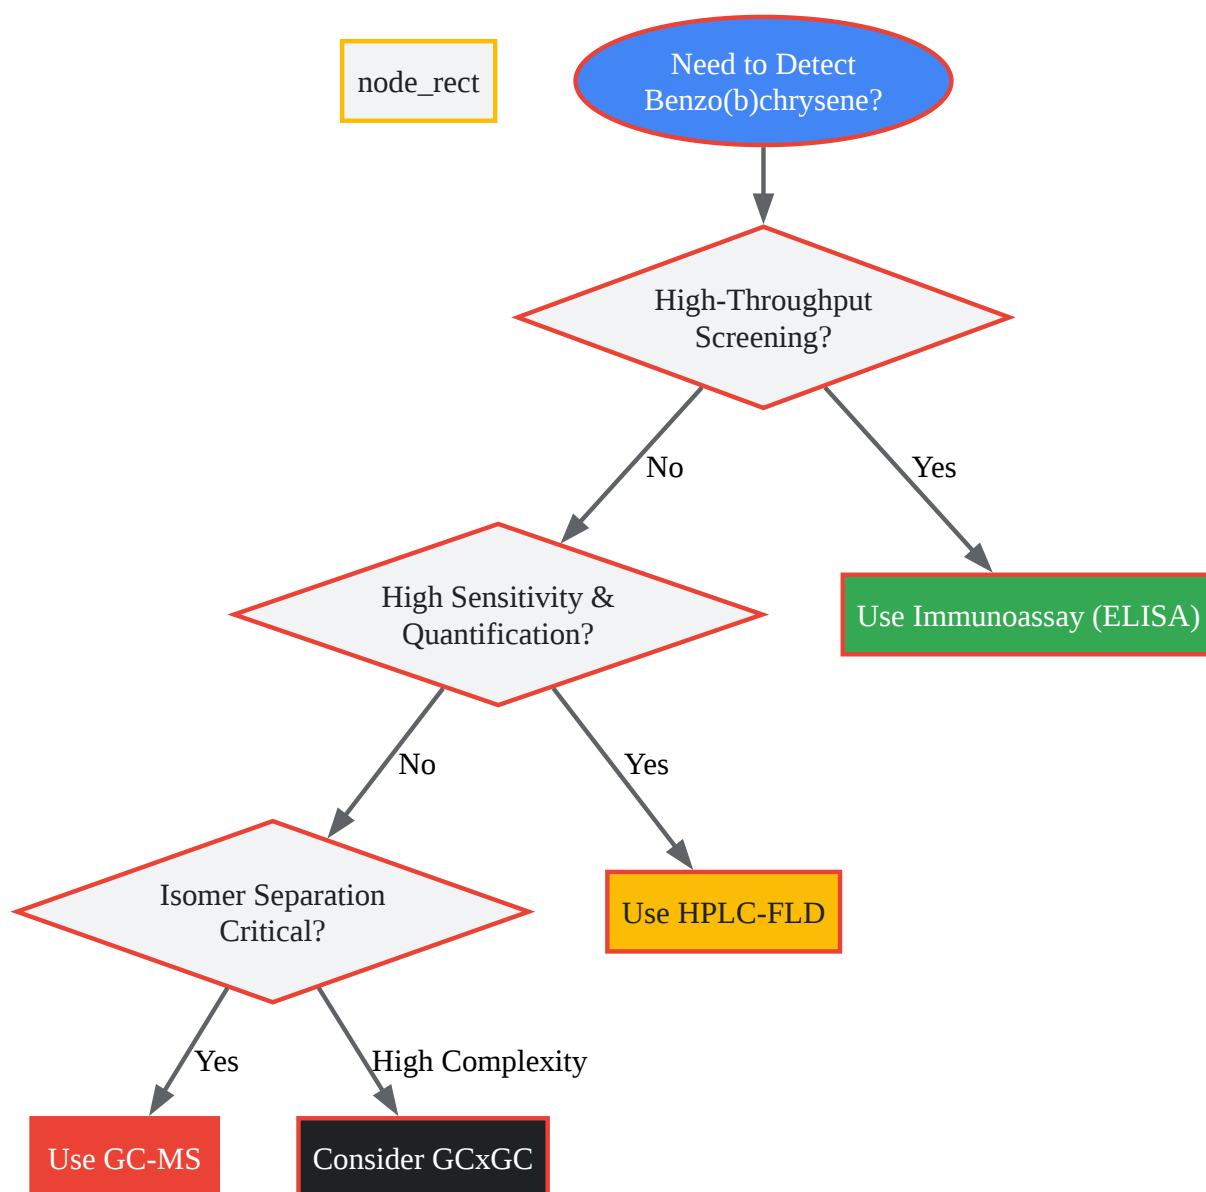 node_rect
Need to Detect
Benzo(b)chrysene?
High-Throughput
Screening?
No
Yes
High Sensitivity &
Quantification?
Use Immunoassay (ELISA)
No
Yes
Isomer Separation
Critical?
Use HPLC-FLD
Yes
High Complexity
Use GC-MS
Consider GCxGC